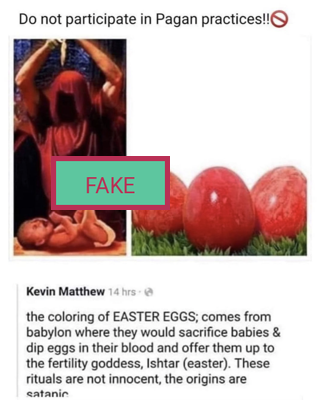 Do not participate in Pagan practices!!🚫
FAKE
Kevin Matthew 14 hrs ·
the coloring of EASTER EGGS; comes from
babylon where they would sacrifice babies &
dip eggs in their blood and offer them up to
the fertility goddess, Ishtar (easter). These
rituals are not innocent, the origins are
satanic